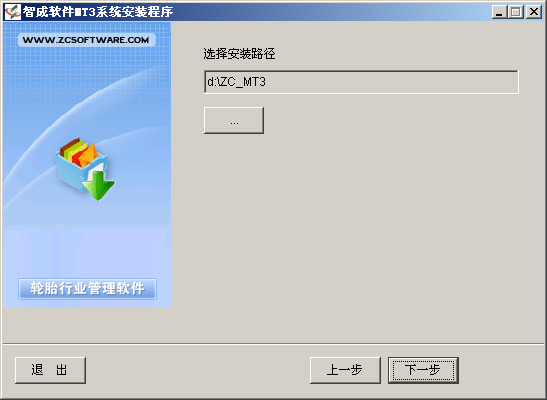 智成软件MT3系统安装程序
WWW.ZCSOFTWARE.COM
选择安装路径
d:\ZC_MT3
...
轮胎行业管理软件
退 出
上一步
下一步